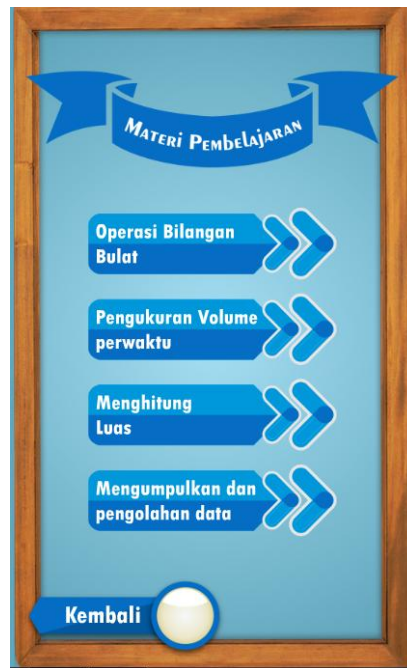 Materi Pembelajaran
Operasi Bilangan
Bulat
Pengukuran Volume
perwaktu
Menghitung
Luas
Mengumpulkan dan
pengolahan data
Kembali